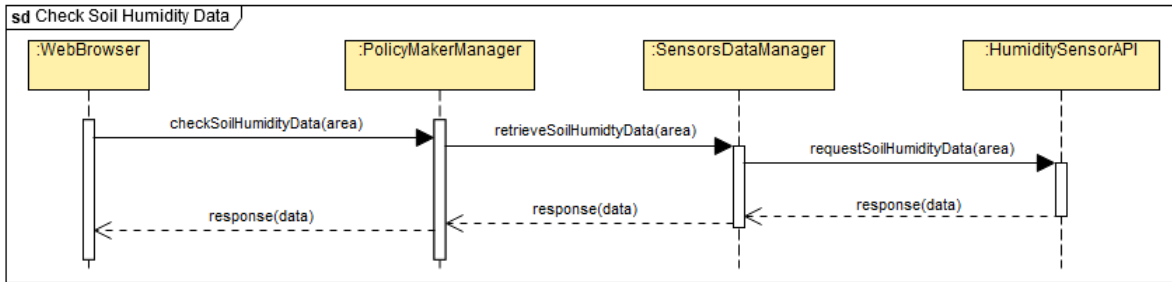 sd Check Soil Humidity Data
:WebBrowser
:PolicyMakerManager
:SensorsDataManager
:HumiditySensorAPI
checkSoilHumidityData(area)
retrieveSoilHumidtyData(area)
requestSoilHumidityData(area)
response(data)
response(data)
response(data)